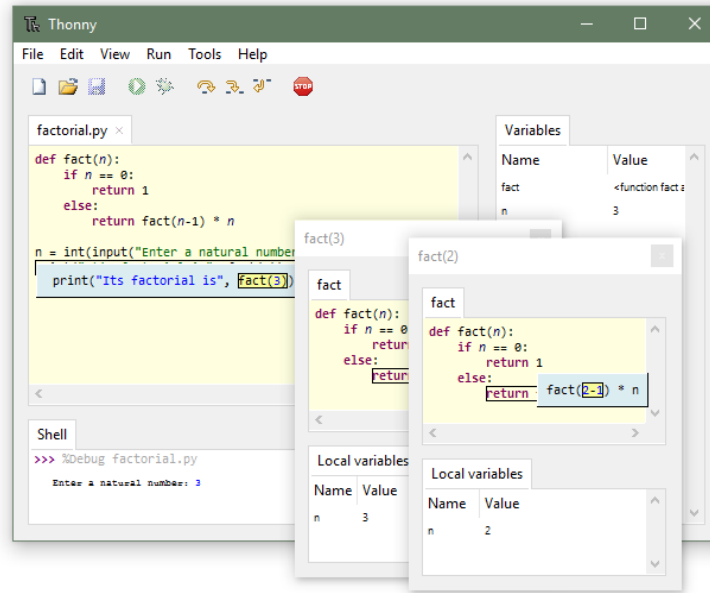 Thonny
File Edit View Run Tools Help
STOP
factorial.py ×
def fact(n):
    if n == 0:
        return 1
    else:
        return fact(n-1) * n
n = int(input("Enter a natural number
print("Its factorial is", fact(3))
Shell
>>> %Debug factorial.py
Enter a natural number: 3
Variables
Name Value
fact <function fact a
n 3
fact(3)
fact
def fact(n):
    if n == 0
        retur
    else:
        retur
Local variables
Name Value
n 3
fact(2)
fact
def fact(n):
    if n == 0:
        return 1
    else:
        return fact(2-1) * n
Local variables
Name Value
n 2